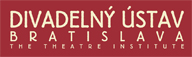 DIVADELNÝ ÚSTAV
BRATISLAVA
THE THEATRE INSTITUTE